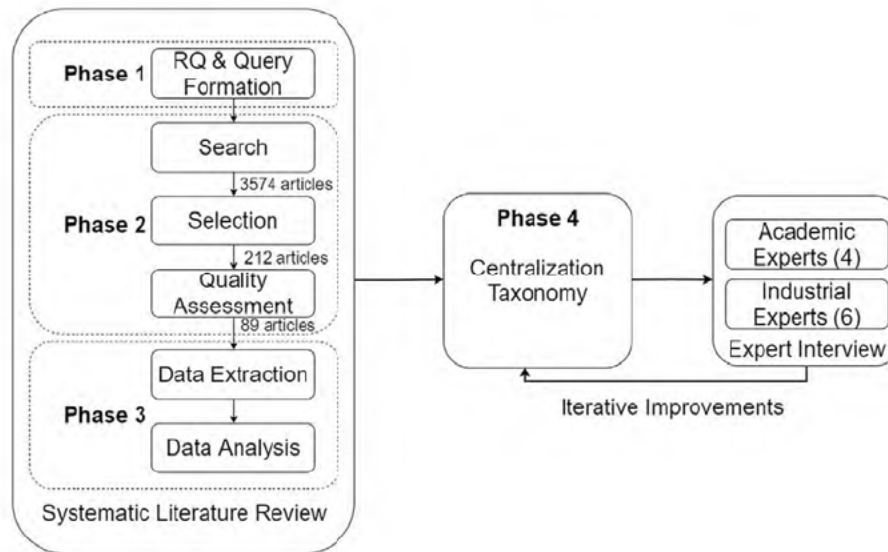 Phase 1
RQ & Query
Formation
Phase 2
Search
3574 articles
Selection
212 articles
Quality
Assessment
89 articles
Phase 3
Data Extraction
Data Analysis
Systematic Literature Review
Phase 4
Centralization
Taxonomy
Academic
Experts (4)
Industrial
Experts (6)
Expert Interview
Iterative Improvements